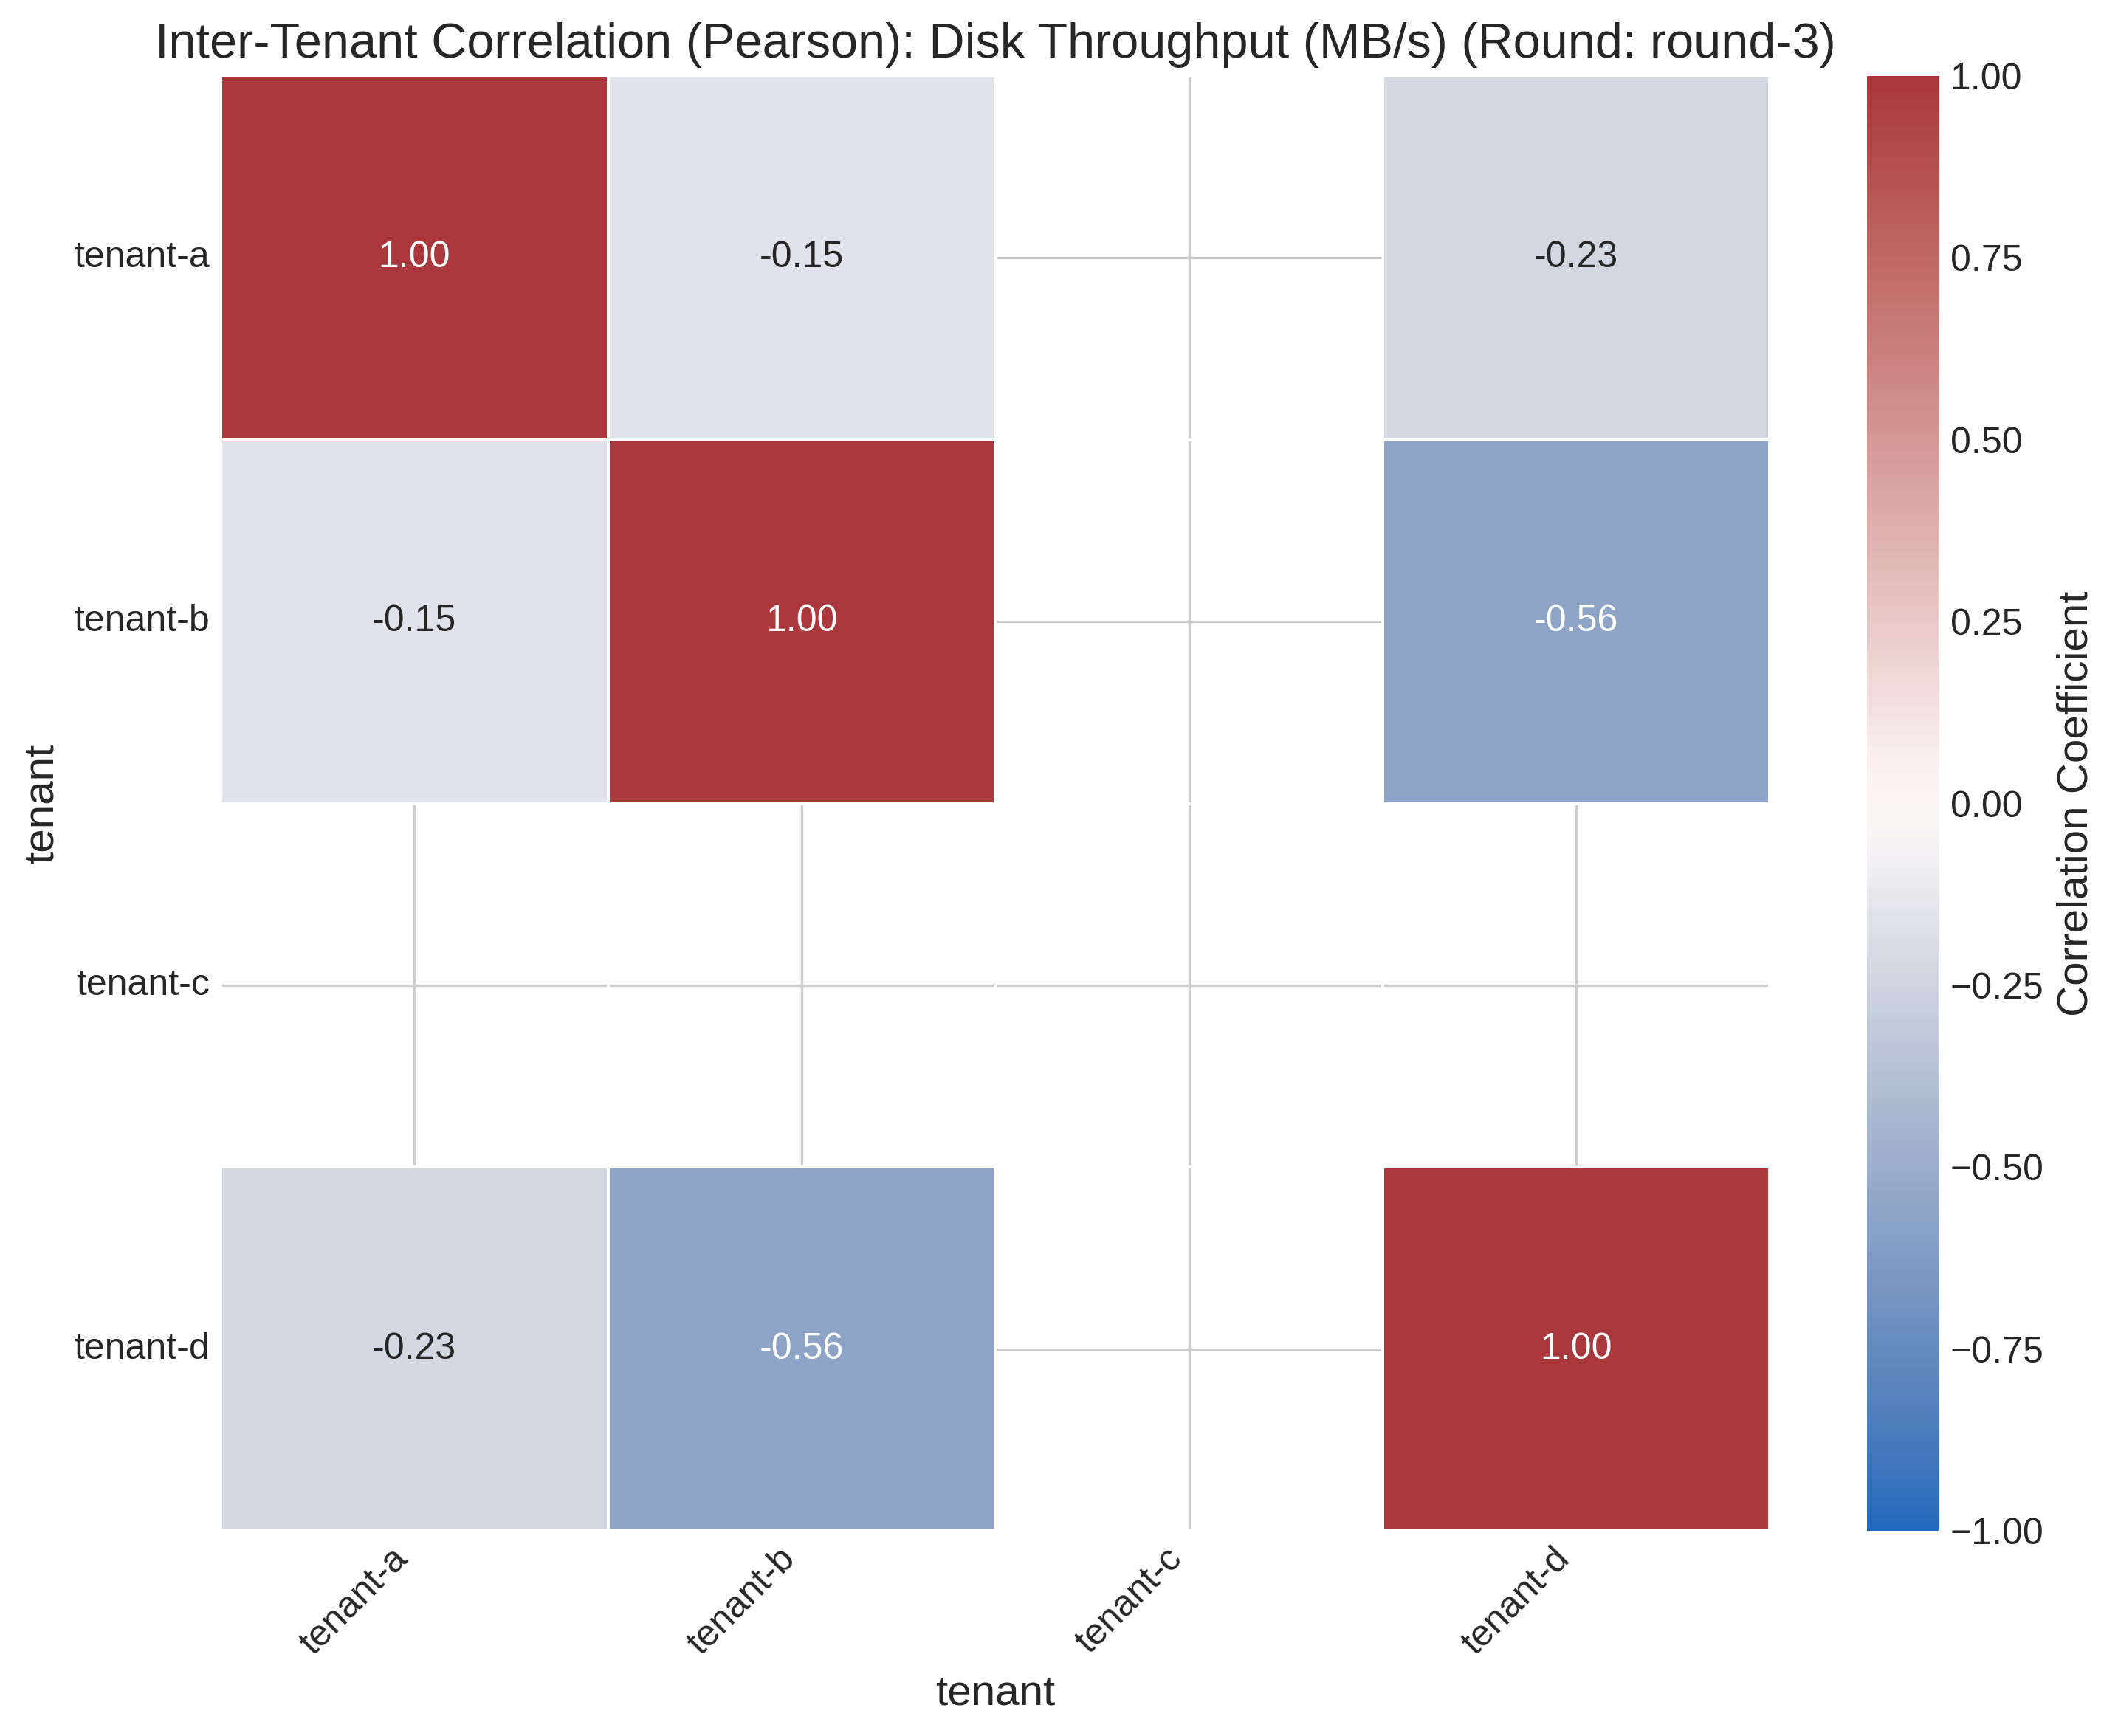 Inter-Tenant Correlation (Pearson): Disk Throughput (MB/s) (Round: round-3)
tenant-a 1.00 -0.15 -0.23
tenant-b -0.15 1.00 -0.56
tenant-c
tenant-d -0.23 -0.56 1.00
tenant
tenant-a tenant-b tenant-c tenant-d
tenant
1.00
0.75
0.50
0.25
0.00
−0.25
−0.50
−0.75
−1.00
Correlation Coefficient